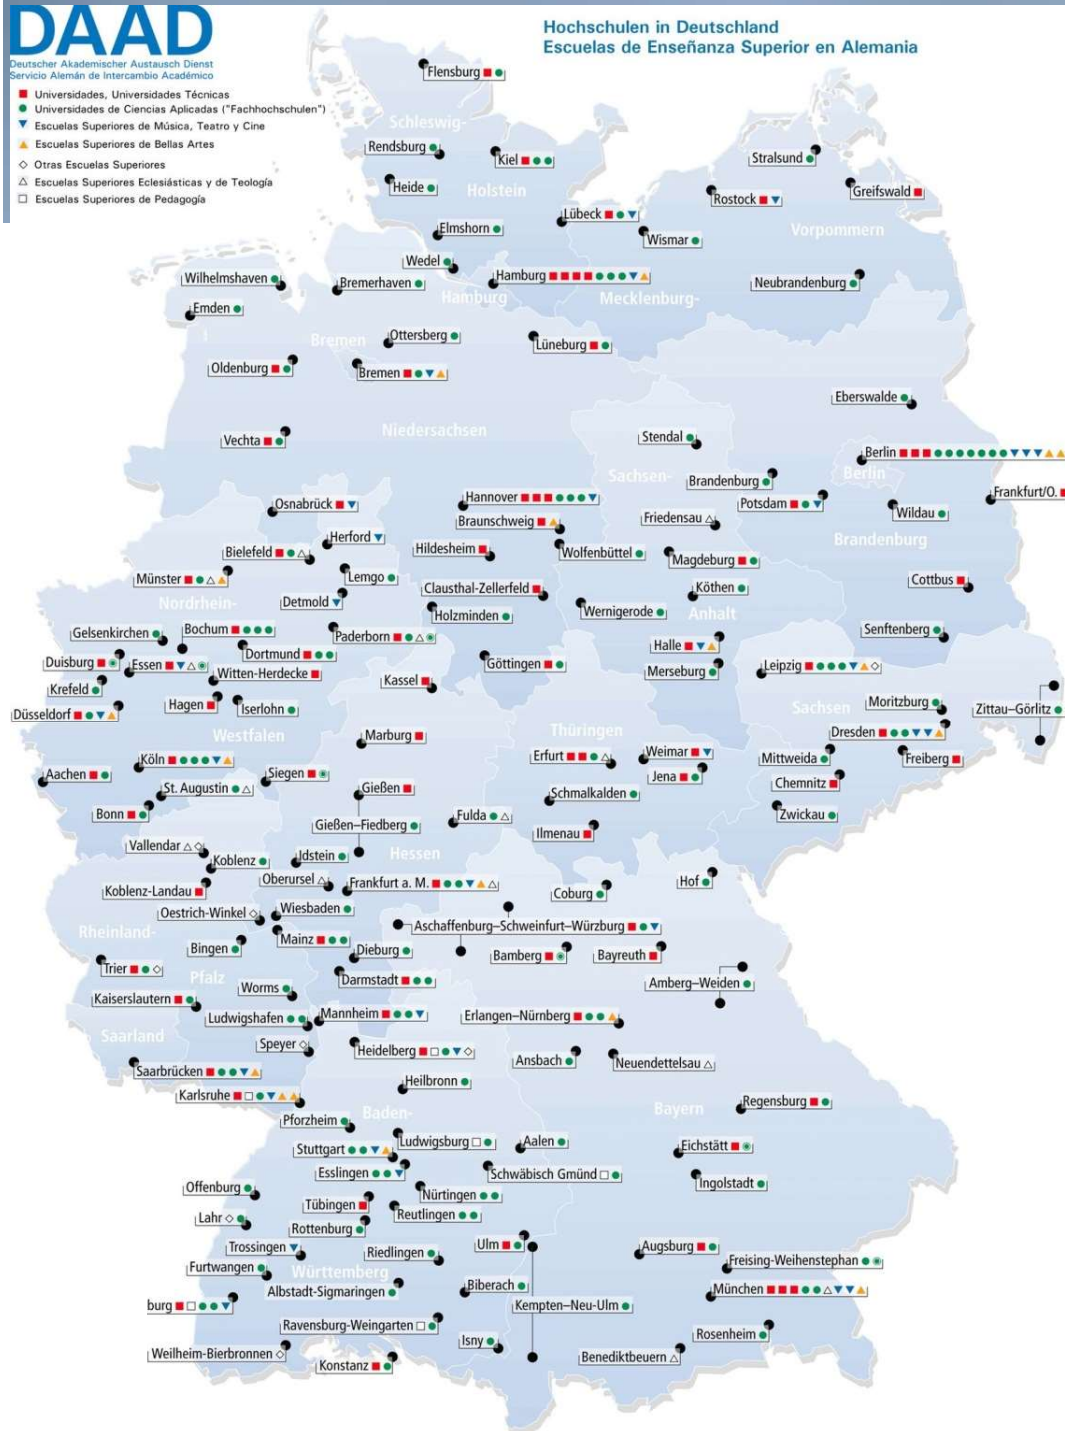 DAAD
Deutscher Akademischer Austausch Dienst
Servicio Alemán de Intercambio Académico
Hochschulen in Deutschland
Escuelas de Enseñanza Superior en Alemania
Universidades, Universidades Técnicas
Universidades de Ciencias Aplicadas ("Fachhochschulen")
Escuelas Superiores de Música, Teatro y Cine
Escuelas Superiores de Bellas Artes
Otras Escuelas Superiores
Escuelas Superiores Eclesiásticas y de Teología
Escuelas Superiores de Pedagogía
Flensburg
Schleswig-
Rendsburg
Kiel
Stralsund
Heide
Holstein
Greifswald
Rostock
Lübeck
Elmshorn
Wismar
Vorpommern
Wedel
Wilhelmshaven
Bremerhaven
Hamburg
Neubrandenburg
Hamburg
Mecklenburg-
Emden
Ottersberg
Bremen
Lüneburg
Oldenburg
Bremen
Eberswalde
Vechta
Niedersachsen
Stendal
Berlin
Sachsen-
Berlin
Brandenburg
Frankfurt/O.
Osnabrück
Hannover
Potsdam
Wildau
Braunschweig
Friedensau
Herford
Brandenburg
Bielefeld
Hildesheim
Wolfenbüttel
Magdeburg
Münster
Lemgo
Clausthal-Zellerfeld
Köthen
Cottbus
Nordrhein-
Detmold
Holzminden
Wernigerode
Anhalt
Gelsenkirchen
Bochum
Paderborn
Senftenberg
Duisburg
Essen
Dortmund
Göttingen
Halle
Witten-Herdecke
Kassel
Merseburg
Leipzig
Krefeld
Hagen
Iserlohn
Moritzburg
Düsseldorf
Sachsen
Zittau–Görlitz
Westfalen
Marburg
Thüringen
Dresden
Köln
Erfurt
Weimar
Mittweida
Freiberg
Aachen
Siegen
Jena
Chemnitz
St. Augustin
Gießen
Schmalkalden
Bonn
Gießen–Fiedberg
Fulda
Zwickau
Ilmenau
Vallendar
Koblenz
Idstein
Hessen
Oberursel
Frankfurt a. M.
Hof
Koblenz-Landau
Coburg
Oestrich-Winkel
Wiesbaden
Aschaffenburg–Schweinfurt–Würzburg
Rheinland-
Mainz
Bingen
Dieburg
Bamberg
Bayreuth
Trier
Pfalz
Darmstadt
Amberg–Weiden
Worms
Kaiserslautern
Ludwigshafen
Mannheim
Erlangen–Nürnberg
Saarland
Speyer
Heidelberg
Ansbach
Neuendettelsau
Saarbrücken
Heilbronn
Karlsruhe
Regensburg
Baden-
Bayern
Pforzheim
Ludwigsburg
Aalen
Stuttgart
Eichstätt
Esslingen
Schwäbisch Gmünd
Ingolstadt
Offenburg
Nürtingen
Tübingen
Reutlingen
Lahr
Rottenburg
Trossingen
Riedlingen
Ulm
Augsburg
Freising-Weihenstephan
Furtwangen
Württemberg
Albstadt-Sigmaringen
Biberach
München
burg
Kempten–Neu-Ulm
Ravensburg-Weingarten
Rosenheim
Isny
Weilheim-Bierbronnen
Konstanz
Benediktbeuern